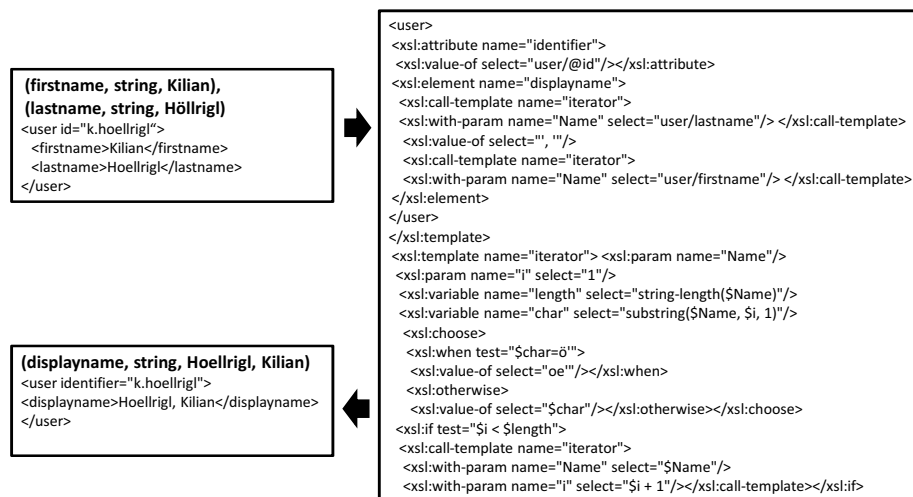 (firstname, string, Kilian),
(lastname, string, Höllrigl)
<user id="k.hoellrigl“>
<firstname>Kilian</firstname>
<lastname>Hoellrigl</lastname>
</user>
<user>
<xsl:attribute name="identifier">
<xsl:value-of select="user/@id"/></xsl:attribute>
<xsl:element name="displayname">
<xsl:call-template name="iterator">
<xsl:with-param name="Name" select="user/lastname"/> </xsl:call-template>
<xsl:value-of select="', '"/>
<xsl:call-template name="iterator">
<xsl:with-param name="Name" select="user/firstname"/> </xsl:call-template>
</xsl:element>
</user>
</xsl:template>
<xsl:template name="iterator"> <xsl:param name="Name"/>
<xsl:param name="i" select="1"/>
<xsl:variable name="length" select="string-length($Name)"/>
<xsl:variable name="char" select="substring($Name, $i, 1)"/>
<xsl:choose>
<xsl:when test="$char=ö'">
<xsl:value-of select="oe'"/></xsl:when>
<xsl:otherwise>
<xsl:value-of select="$char"/></xsl:otherwise></xsl:choose>
<xsl:if test="$i < $length">
<xsl:call-template name="iterator">
<xsl:with-param name="Name" select="$Name"/>
<xsl:with-param name="i" select="$i + 1"/></xsl:call-template></xsl:if>
(displayname, string, Hoellrigl, Kilian)
<user identifier="k.hoellrigl">
<displayname>Hoellrigl, Kilian</displayname>
</user>